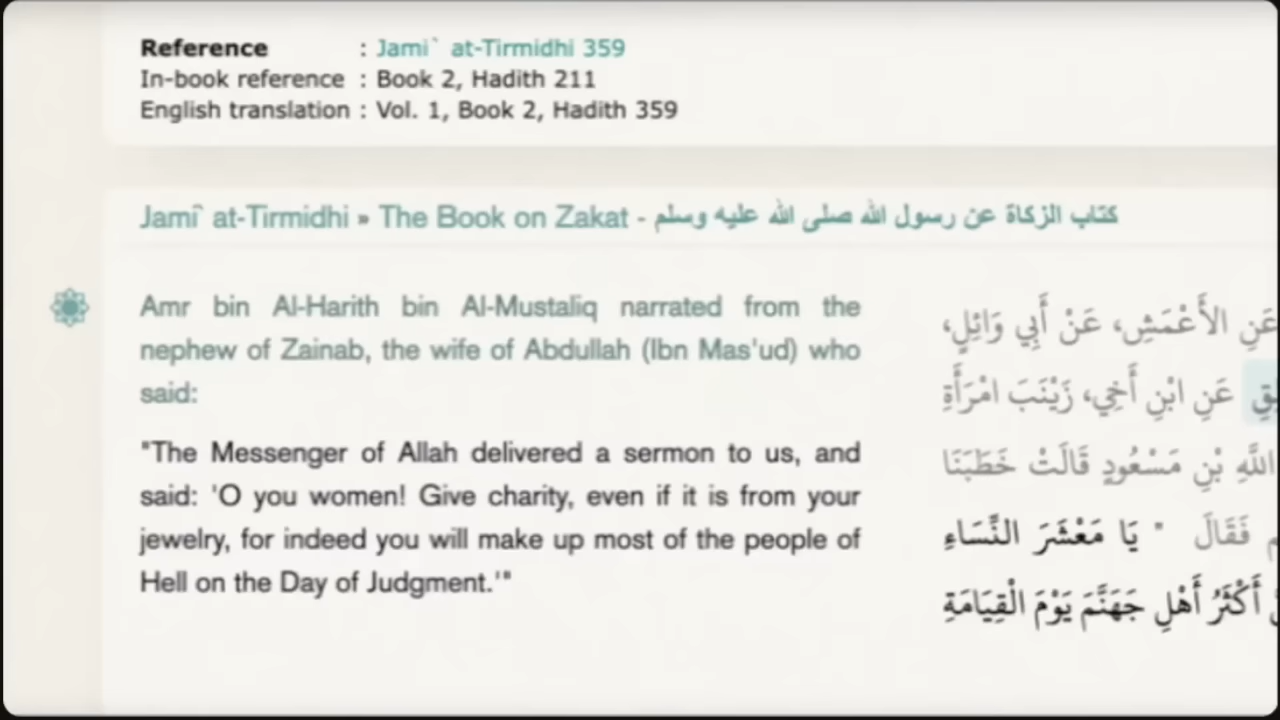 Reference : Jami` at-Tirmidhi 359
In-book reference : Book 2, Hadith 211
English translation : Vol. 1, Book 2, Hadith 359
Jami` at-Tirmidhi » The Book on Zakat - كتاب الزكاة عن رسول الله صلى الله عليه وسلم
Amr bin Al-Harith bin Al-Mustaliq narrated from the
nephew of Zainab, the wife of Abdullah (Ibn Mas'ud) who
said:
"The Messenger of Allah delivered a sermon to us, and
said: 'O you women! Give charity, even if it is from your
jewelry, for indeed you will make up most of the people of
Hell on the Day of Judgment.'"
عَنِ الأَعْمَشِ، عَنْ أَبِي وَائِلٍ،
عَنِ ابْنِ أَخِي، زَيْنَبَ امْرَأَةِ
اللَّهِ بْنِ مَسْعُودٍ قَالَتْ خَطَبَنَا
فَقَالَ " يَا مَعْشَرَ النِّسَاءِ
أَكْثَرُ أَهْلِ جَهَنَّمَ يَوْمَ الْقِيَامَةِ